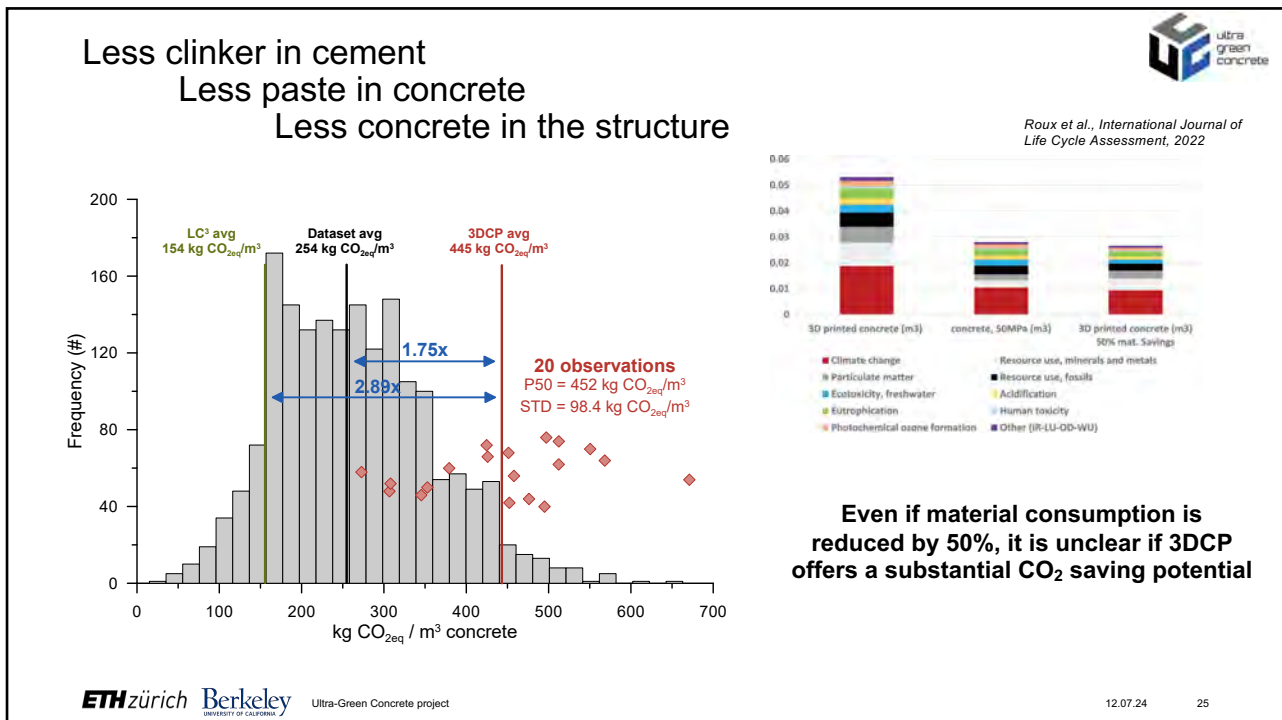 Less clinker in cement
Less paste in concrete
Less concrete in the structure
ultra
green
concrete
Roux et al., International Journal of
Life Cycle Assessment, 2022
200
160
120
80
40
0
Frequency (#)
LC³ avg
154 kg CO2eq/m³
Dataset avg
254 kg CO2eq/m³
3DCP avg
445 kg CO2eq/m³
1.75x
2.89x
20 observations
P50 = 452 kg CO2eq/m³
STD = 98.4 kg CO2eq/m³
0 100 200 300 400 500 600 700
kg CO2eq / m³ concrete
0.06
0.05
0.04
0.03
0.02
0.01
0
3D printed concrete (m3)
concrete, 50MPa (m3)
3D printed concrete (m3)
50% mat. Savings
Climate change
Resource use, minerals and metals
Particulate matter
Resource use, fossils
Ecotoxicity, freshwater
Acidification
Eutrophication
Human toxicity
Photochemical ozone formation
Other (IR-LU-OD-WU)
Even if material consumption is
reduced by 50%, it is unclear if 3DCP
offers a substantial CO2 saving potential
ETH zürich
Berkeley
UNIVERSITY OF CALIFORNIA
Ultra-Green Concrete project
12.07.24
25